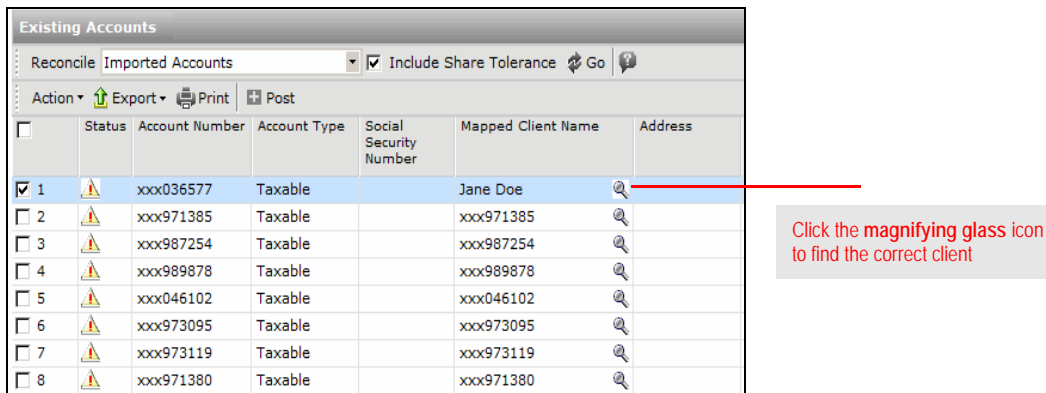 Existing Accounts
Reconcile Imported Accounts Include Share Tolerance Go
Action Export Print Post
Status Account Number Account Type Social Security Number Mapped Client Name Address
1 xxx036577 Taxable Jane Doe
2 xxx971385 Taxable xxx971385
3 xxx987254 Taxable xxx987254
4 xxx989878 Taxable xxx989878
5 xxx046102 Taxable xxx046102
6 xxx973095 Taxable xxx973095
7 xxx973119 Taxable xxx973119
8 xxx971380 Taxable xxx971380
Click the magnifying glass icon
to find the correct client